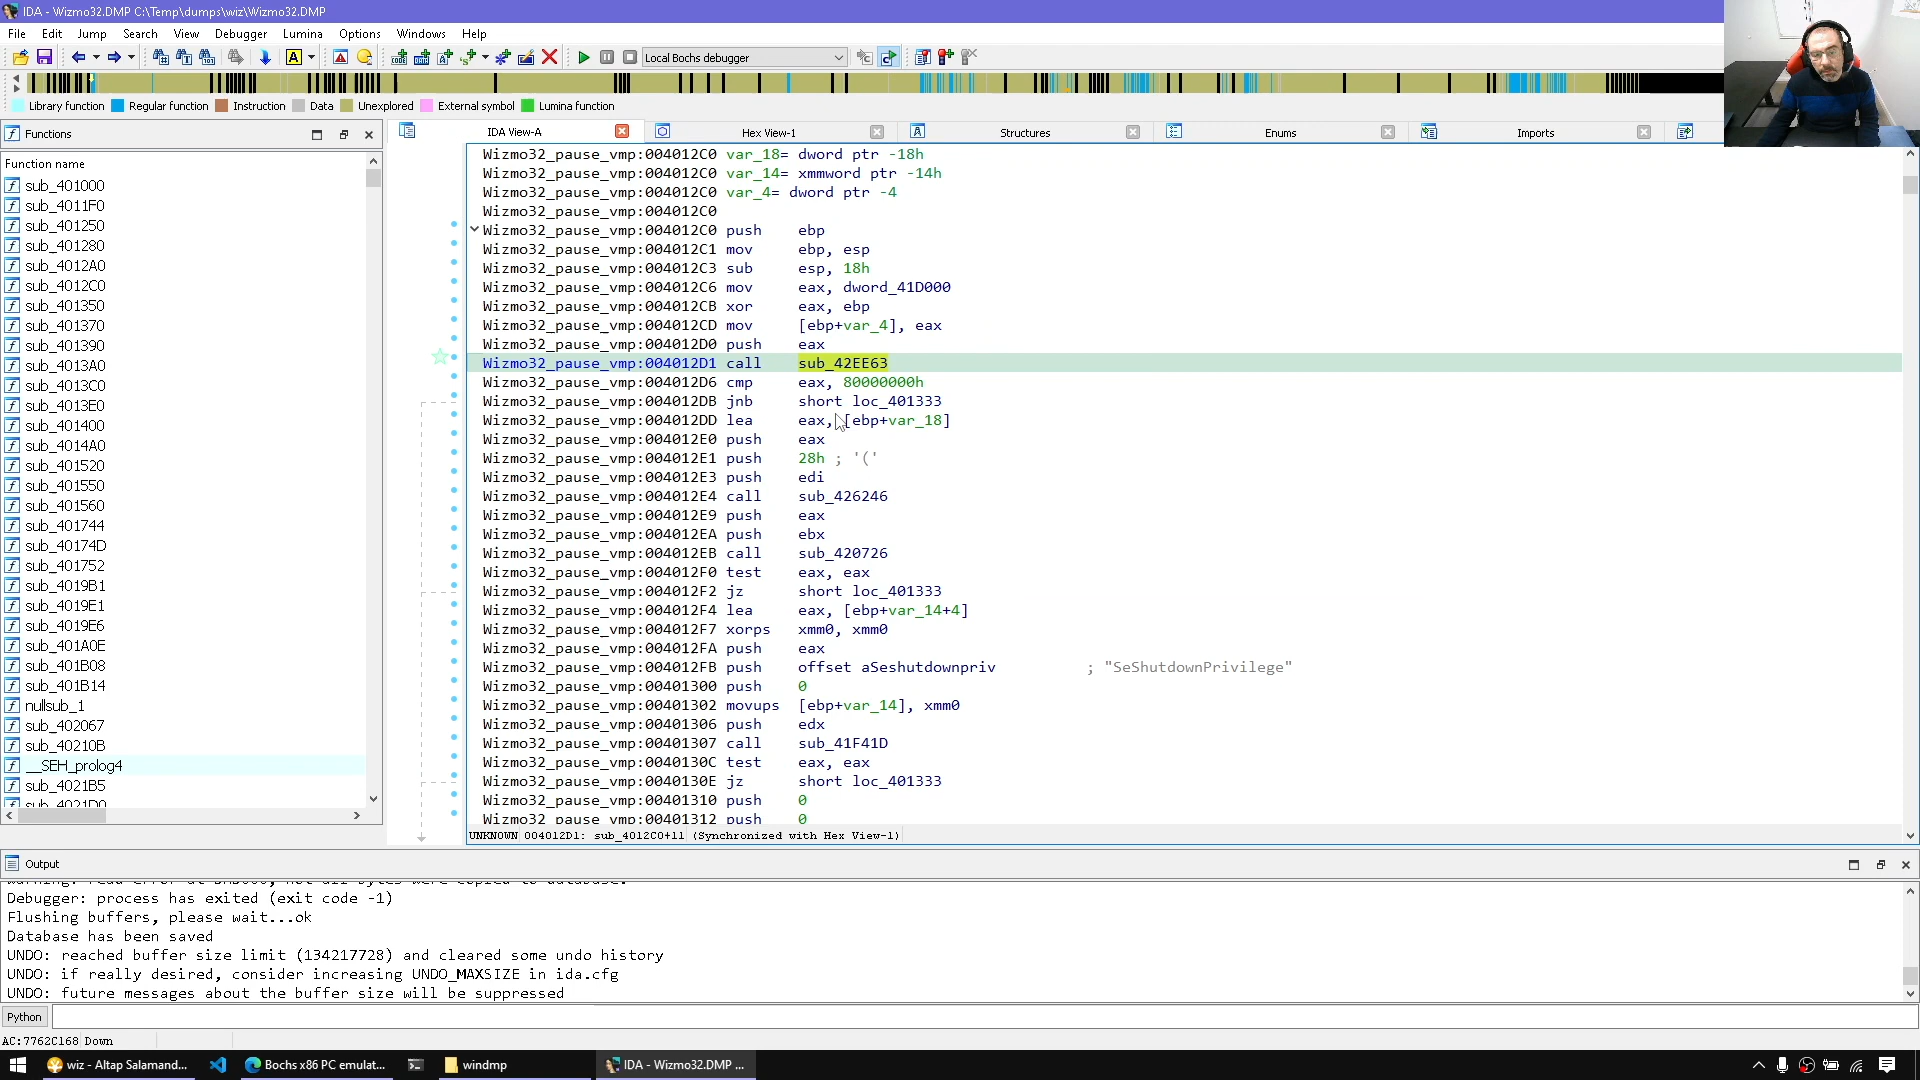 IDA - Wizmo32.DMP C:\Temp\dumps\wiz\Wizmo32.DMP
File Edit Jump Search View Debugger Lumina Options Windows Help
Local Bochs debugger
Library function Regular function Instruction Data Unexplored External symbol Lumina function
Functions
Function name
sub_401000
sub_4011F0
sub_401250
sub_401280
sub_4012A0
sub_4012C0
sub_401350
sub_401370
sub_401390
sub_4013A0
sub_4013C0
sub_4013E0
sub_401400
sub_4014A0
sub_401520
sub_401550
sub_401560
sub_401744
sub_40174D
sub_401752
sub_4019B1
sub_4019E1
sub_4019E6
sub_401A0E
sub_401B08
sub_401B14
nullsub_1
sub_402067
sub_40210B
__SEH_prolog4
sub_4021B5
sub_4021D0
IDA View-A Hex View-1 Structures Enums Imports
Wizmo32_pause_vmp:004012C0 var_18= dword ptr -18h
Wizmo32_pause_vmp:004012C0 var_14= xmmword ptr -14h
Wizmo32_pause_vmp:004012C0 var_4= dword ptr -4
Wizmo32_pause_vmp:004012C0
Wizmo32_pause_vmp:004012C0 push ebp
Wizmo32_pause_vmp:004012C1 mov ebp, esp
Wizmo32_pause_vmp:004012C3 sub esp, 18h
Wizmo32_pause_vmp:004012C6 mov eax, dword_41D000
Wizmo32_pause_vmp:004012CB xor eax, ebp
Wizmo32_pause_vmp:004012CD mov [ebp+var_4], eax
Wizmo32_pause_vmp:004012D0 push eax
Wizmo32_pause_vmp:004012D1 call sub_42EE63
Wizmo32_pause_vmp:004012D6 cmp eax, 80000000h
Wizmo32_pause_vmp:004012DB jnb short loc_401333
Wizmo32_pause_vmp:004012DD lea eax, [ebp+var_18]
Wizmo32_pause_vmp:004012E0 push eax
Wizmo32_pause_vmp:004012E1 push 28h ; '('
Wizmo32_pause_vmp:004012E3 push edi
Wizmo32_pause_vmp:004012E4 call sub_426246
Wizmo32_pause_vmp:004012E9 push eax
Wizmo32_pause_vmp:004012EA push ebx
Wizmo32_pause_vmp:004012EB call sub_420726
Wizmo32_pause_vmp:004012F0 test eax, eax
Wizmo32_pause_vmp:004012F2 jz short loc_401333
Wizmo32_pause_vmp:004012F4 lea eax, [ebp+var_14+4]
Wizmo32_pause_vmp:004012F7 xorps xmm0, xmm0
Wizmo32_pause_vmp:004012FA push eax
Wizmo32_pause_vmp:004012FB push offset aSeshutdownpriv ; "SeShutdownPrivilege"
Wizmo32_pause_vmp:00401300 push 0
Wizmo32_pause_vmp:00401302 movups [ebp+var_14], xmm0
Wizmo32_pause_vmp:00401306 push edx
Wizmo32_pause_vmp:00401307 call sub_41F41D
Wizmo32_pause_vmp:0040130C test eax, eax
Wizmo32_pause_vmp:0040130E jz short loc_401333
Wizmo32_pause_vmp:00401310 push 0
Wizmo32_pause_vmp:00401312 push 0
UNKNOWN 004012D1: sub_4012C0+11 (Synchronized with Hex View-1)
Output
Debugger: process has exited (exit code -1)
Flushing buffers, please wait...ok
Database has been saved
UNDO: reached buffer size limit (134217728) and cleared some undo history
UNDO: if really desired, consider increasing UNDO_MAXSIZE in ida.cfg
UNDO: future messages about the buffer size will be suppressed
Python
AC:7762C168 Down
wiz - Altap Salamand... Bochs x86 PC emulat... windmp IDA - Wizmo32.DMP ...